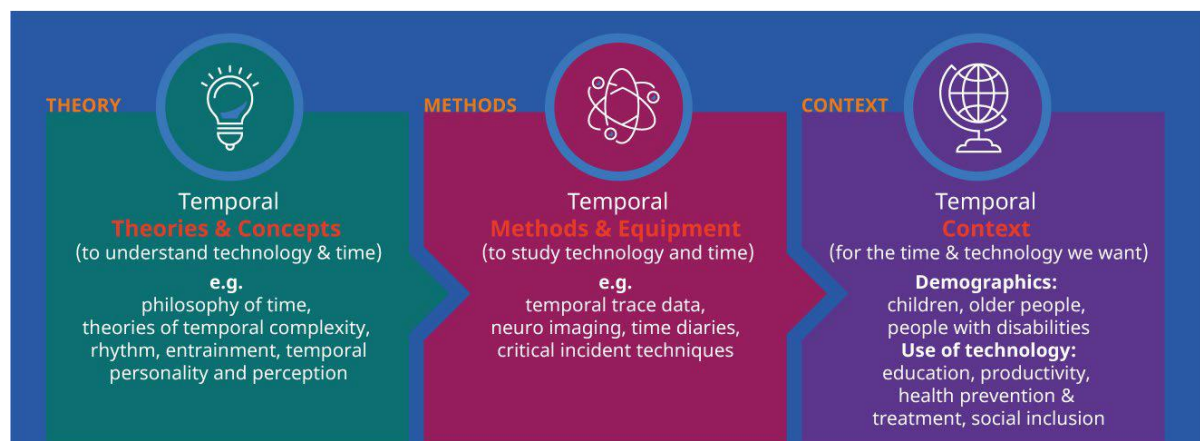 THEORY
Temporal
Theories & Concepts
(to understand technology & time)
e.g.
philosophy of time,
theories of temporal complexity,
rhythm, entrainment, temporal
personality and perception
METHODS
Temporal
Methods & Equipment
(to study technology and time)
e.g.
temporal trace data,
neuro imaging, time diaries,
critical incident techniques
CONTEXT
Temporal
Context
(for the time & technology we want)
Demographics:
children, older people,
people with disabilities
Use of technology:
education, productivity,
health prevention &
treatment, social inclusion